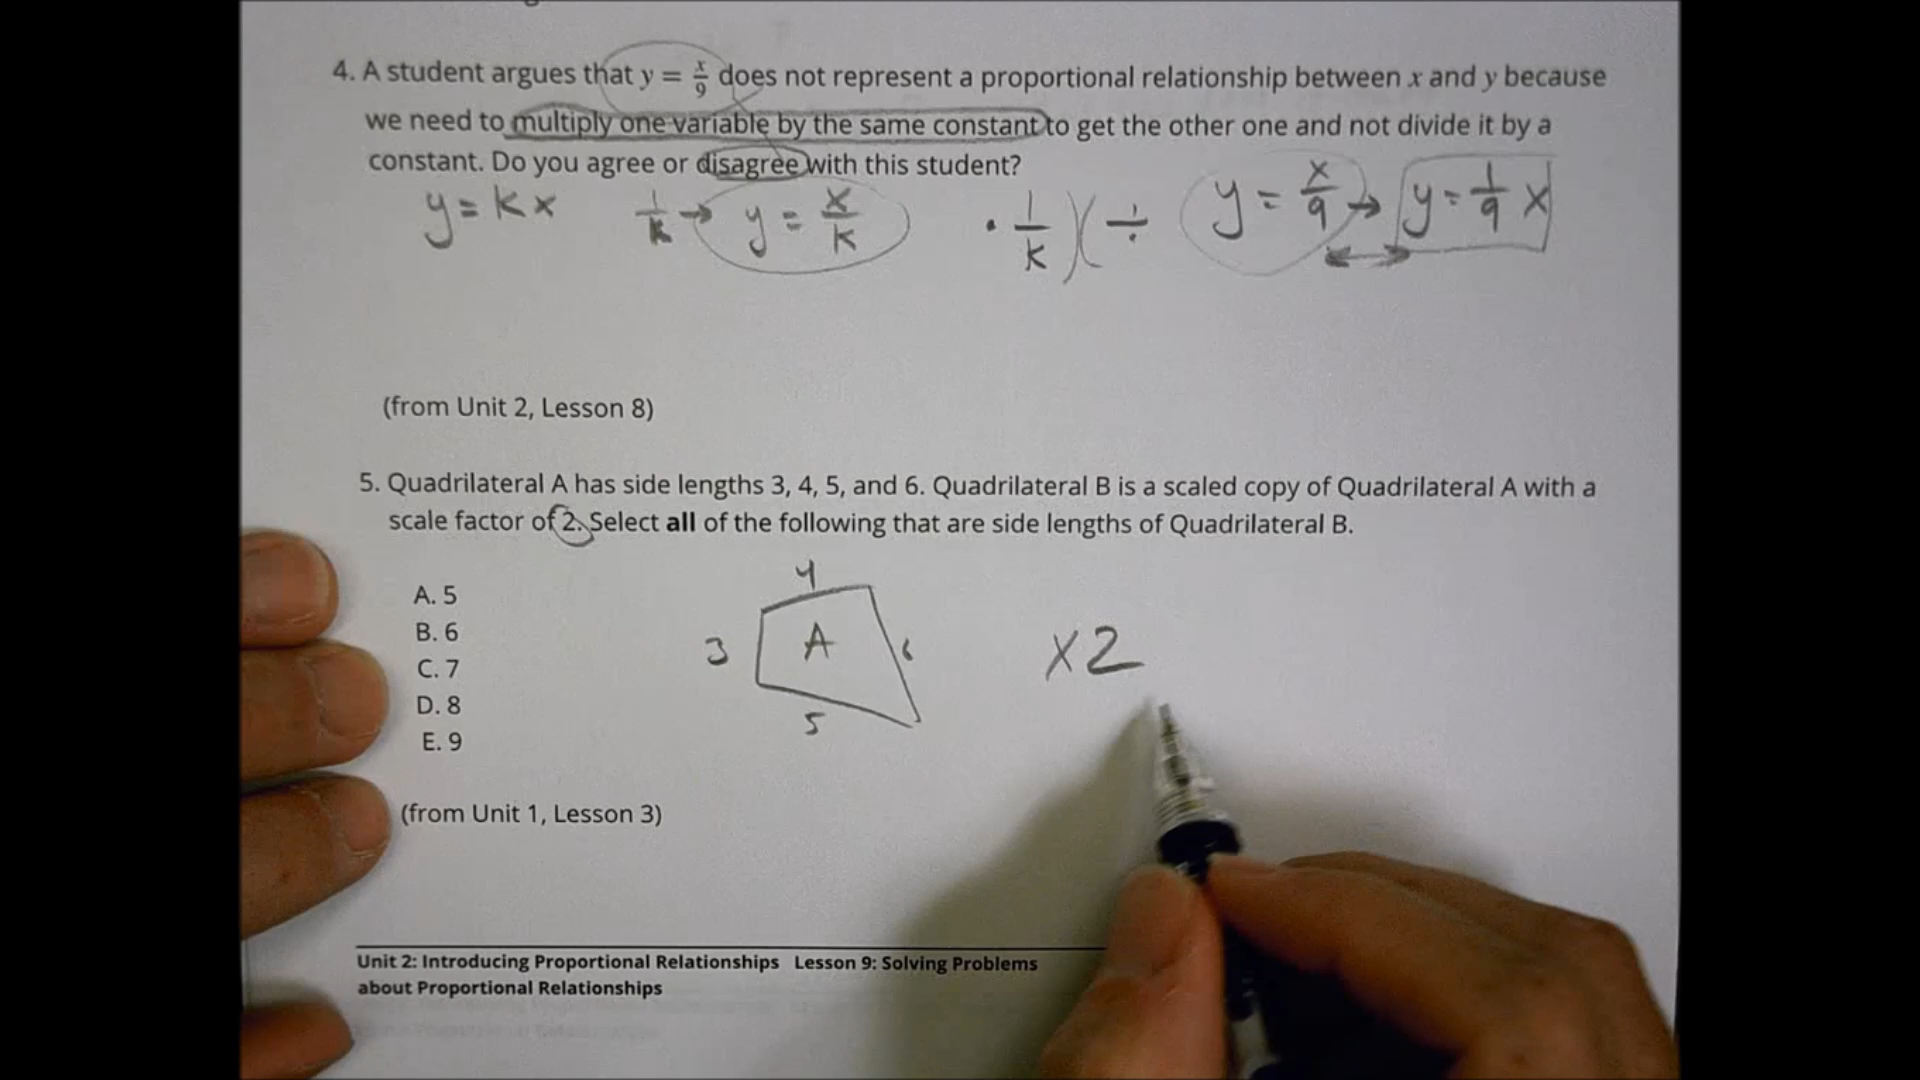 4. A student argues that y = x/9 does not represent a proportional relationship between x and y because
we need to multiply one variable by the same constant to get the other one and not divide it by a
constant. Do you agree or disagree with this student?
y = kx 1/k → y = x/k · 1/k )( ÷ y = x/9 → y = 1/9 x
(from Unit 2, Lesson 8)
5. Quadrilateral A has side lengths 3, 4, 5, and 6. Quadrilateral B is a scaled copy of Quadrilateral A with a
scale factor of 2. Select all of the following that are side lengths of Quadrilateral B.
4
A. 5
B. 6
3 A 6 x2
C. 7
D. 8
5
E. 9
(from Unit 1, Lesson 3)
Unit 2: Introducing Proportional Relationships Lesson 9: Solving Problems
about Proportional Relationships